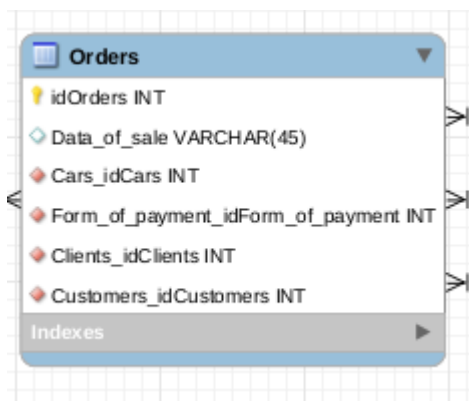 Orders
idOrders INT
Data_of_sale VARCHAR(45)
Cars_idCars INT
Form_of_payment_idForm_of_payment INT
Clients_idClients INT
Customers_idCustomers INT
Indexes